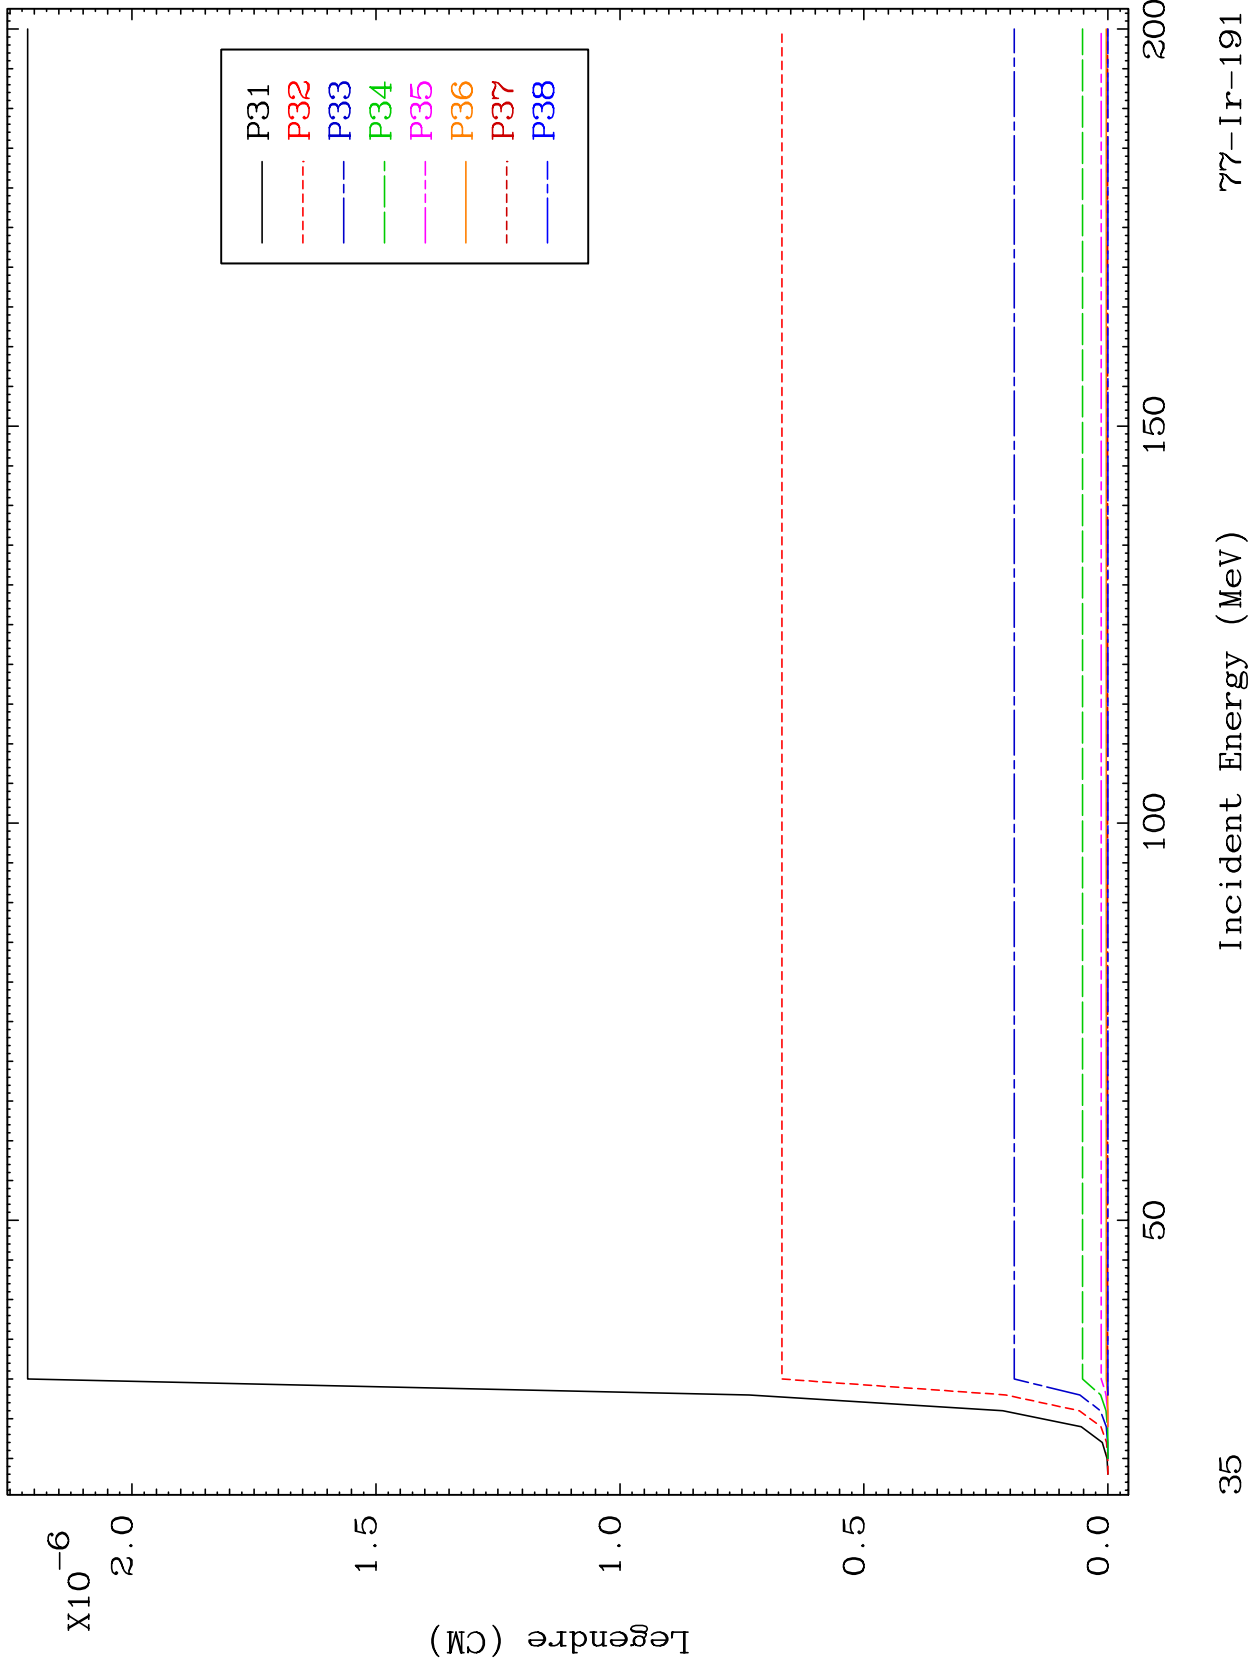 X10-6
2.0
1.5
1.0
0.5
0.0
Legendre (CM)
P31
P32
P33
P34
P35
P36
P37
P38
50
100
150
200
35
Incident Energy (MeV)
77-Ir-191